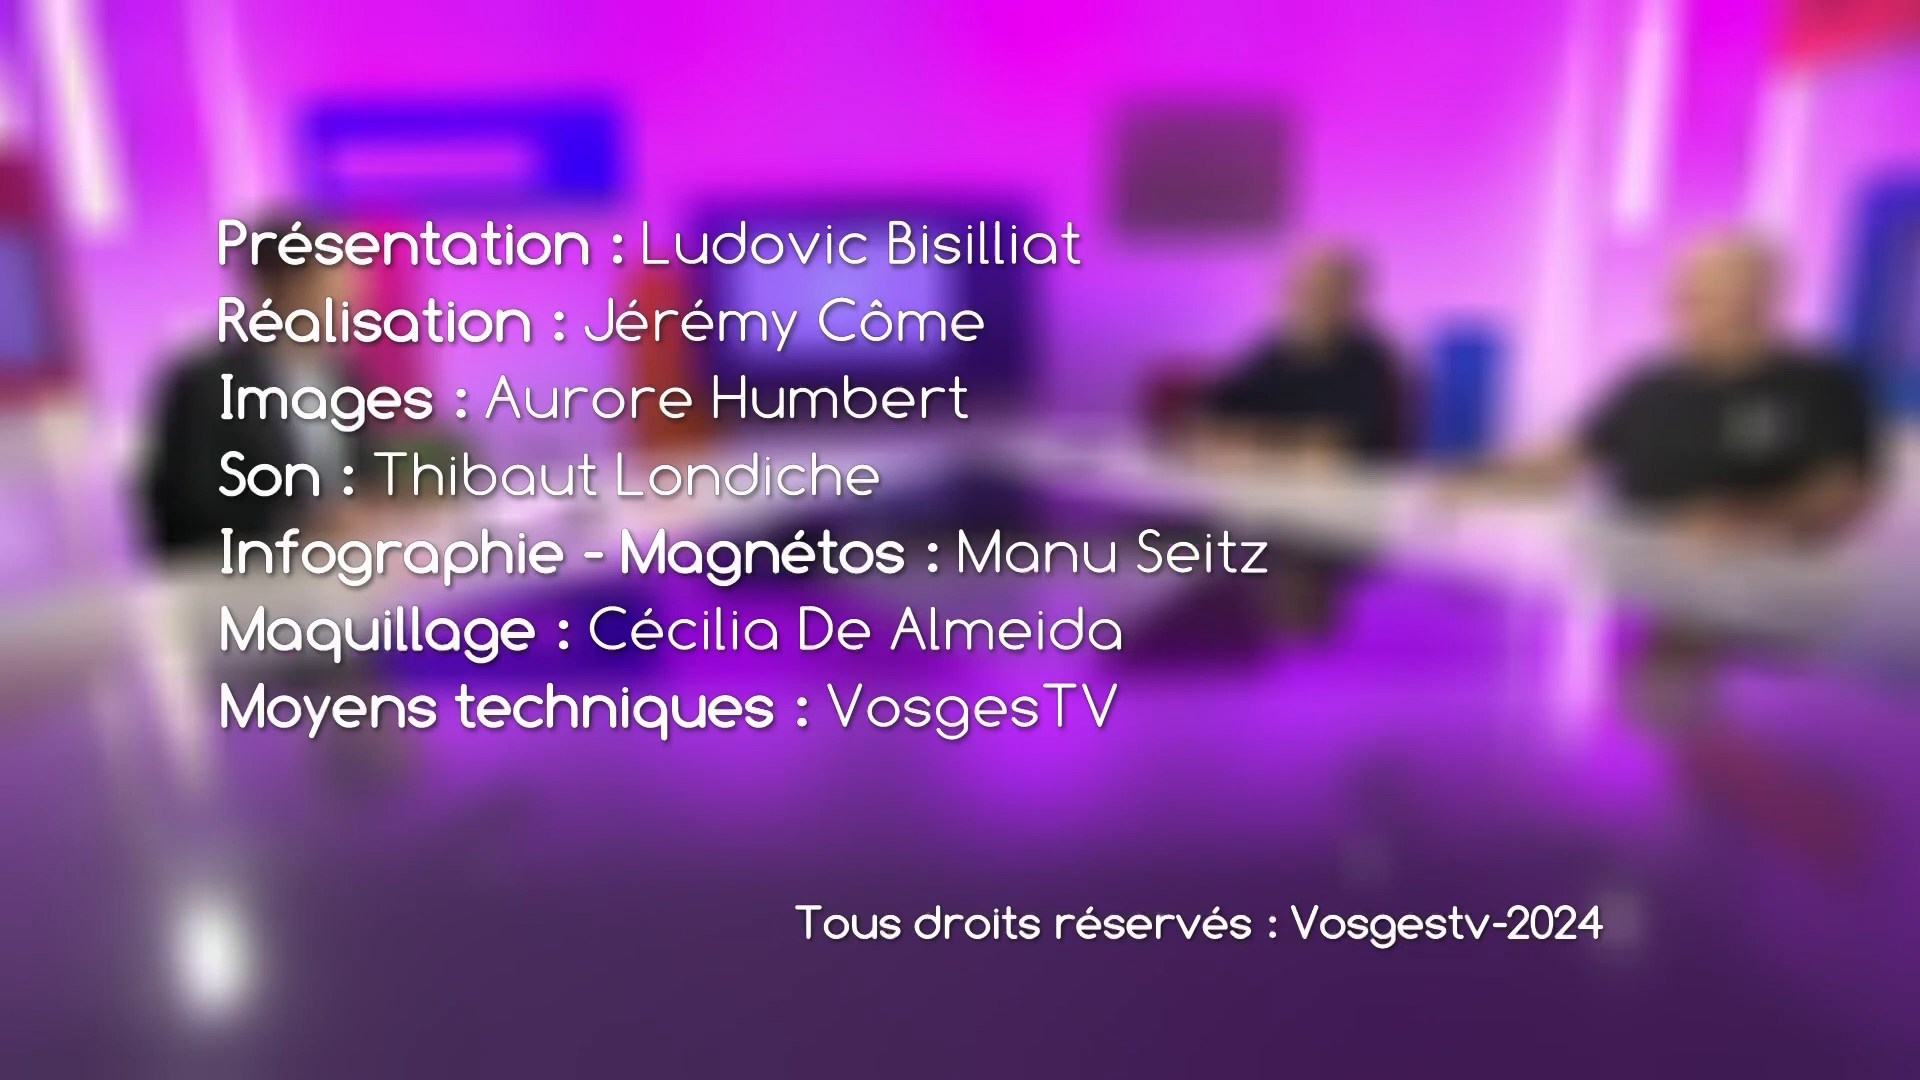 Présentation : Ludovic Bisilliat
Réalisation : Jérémy Côme
Images : Aurore Humbert
Son : Thibaut Londiche
Infographie - Magnétos : Manu Seitz
Maquillage : Cécilia De Almeida
Moyens techniques : VosgesTV
Tous droits réservés : Vosgestv-2024